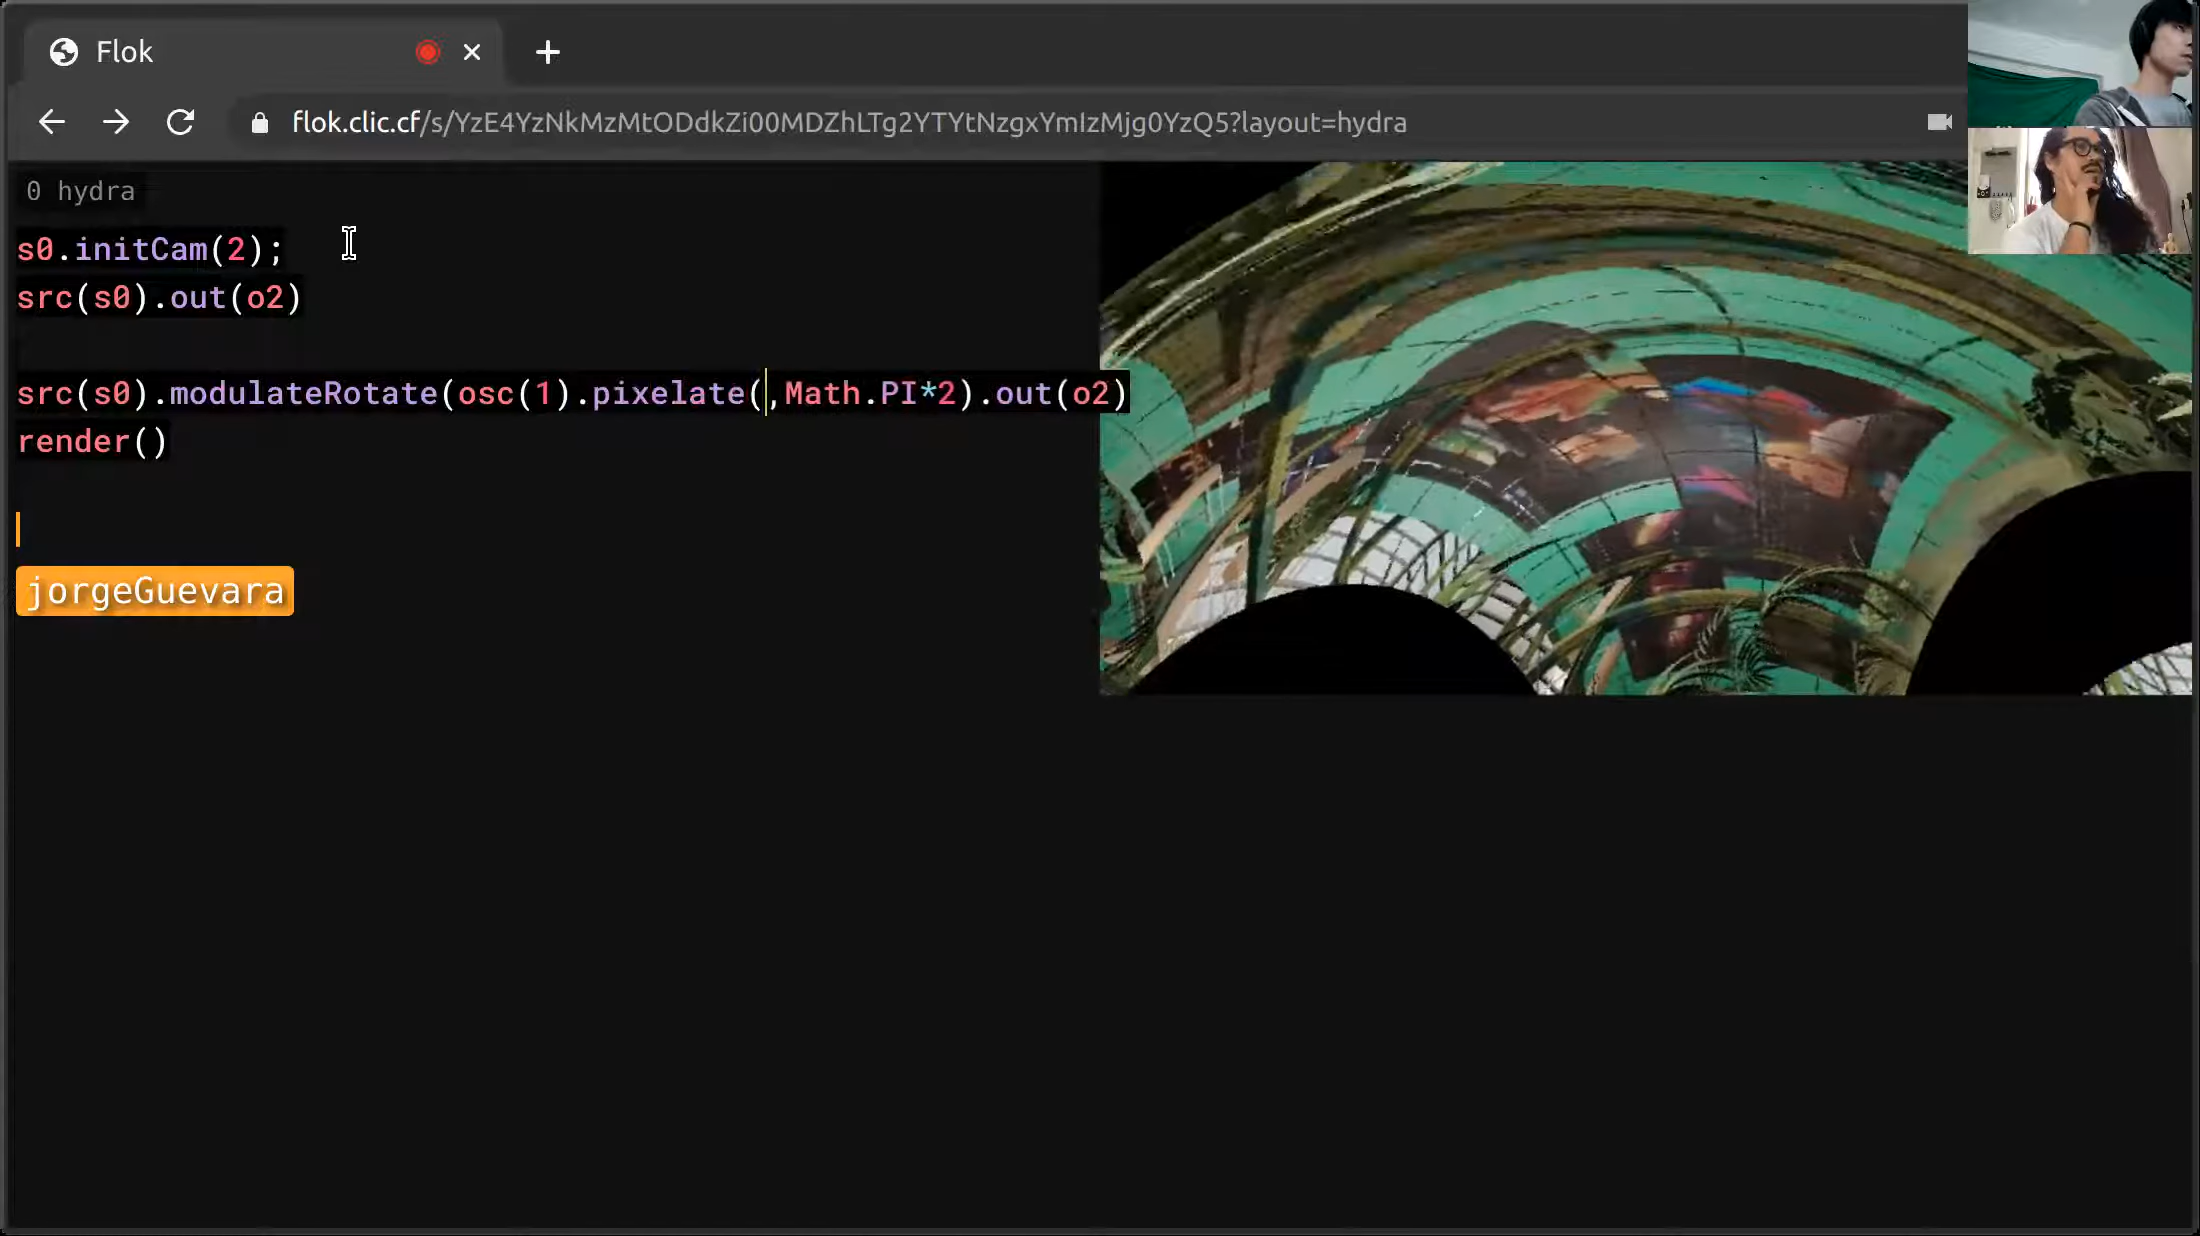 Flok
flok.clic.cf/s/YzE4YzNkMzMtODdkZi00MDZhLTg2YTYtNzgxYmIzMjg0YzQ5?layout=hydra
0 hydra
s0.initCam(2);
src(s0).out(o2)
src(s0).modulateRotate(osc(1).pixelate(,Math.PI*2).out(o2)
render()
jorgeGuevara